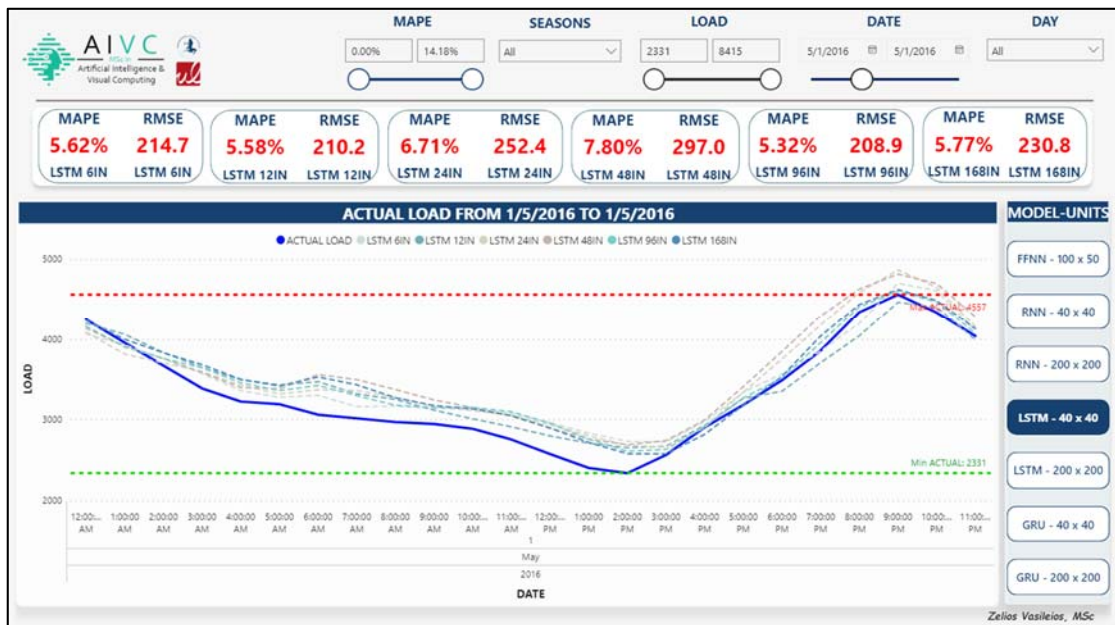 MAPE SEASONS LOAD DATE DAY
AIVC
MSc in
Artificial Intelligence &
Visual Computing
0.00% 14.18% All 2331 8415 5/1/2016 5/1/2016 All
MAPE RMSE MAPE RMSE MAPE RMSE MAPE RMSE MAPE RMSE MAPE RMSE
5.62% 214.7 5.58% 210.2 6.71% 252.4 7.80% 297.0 5.32% 208.9 5.77% 230.8
LSTM 6IN LSTM 6IN LSTM 12IN LSTM 12IN LSTM 24IN LSTM 24IN LSTM 48IN LSTM 48IN LSTM 96IN LSTM 96IN LSTM 168IN LSTM 168IN
ACTUAL LOAD FROM 1/5/2016 TO 1/5/2016
ACTUAL LOAD LSTM 6IN LSTM 12IN LSTM 24IN LSTM 48IN LSTM 96IN LSTM 168IN
5000
4000
3000
2000
LOAD
Max ACTUAL: 4557
Min ACTUAL: 2331
12:00:... 1:00:00 2:00:00 3:00:00 4:00:00 5:00:00 6:00:00 7:00:00 8:00:00 9:00:00 10:00:... 11:00:... 12:00:... 1:00:00 2:00:00 3:00:00 4:00:00 5:00:00 6:00:00 7:00:00 8:00:00 9:00:00 10:00:... 11:00:...
AM AM AM AM AM AM AM AM AM AM AM AM PM PM PM PM PM PM PM PM PM PM PM PM
1
May
2016
DATE
MODEL-UNITS
FFNN - 100 x 50
RNN - 40 x 40
RNN - 200 x 200
LSTM - 40 x 40
LSTM - 200 x 200
GRU - 40 x 40
GRU - 200 x 200
Zelios Vasileios, MSc